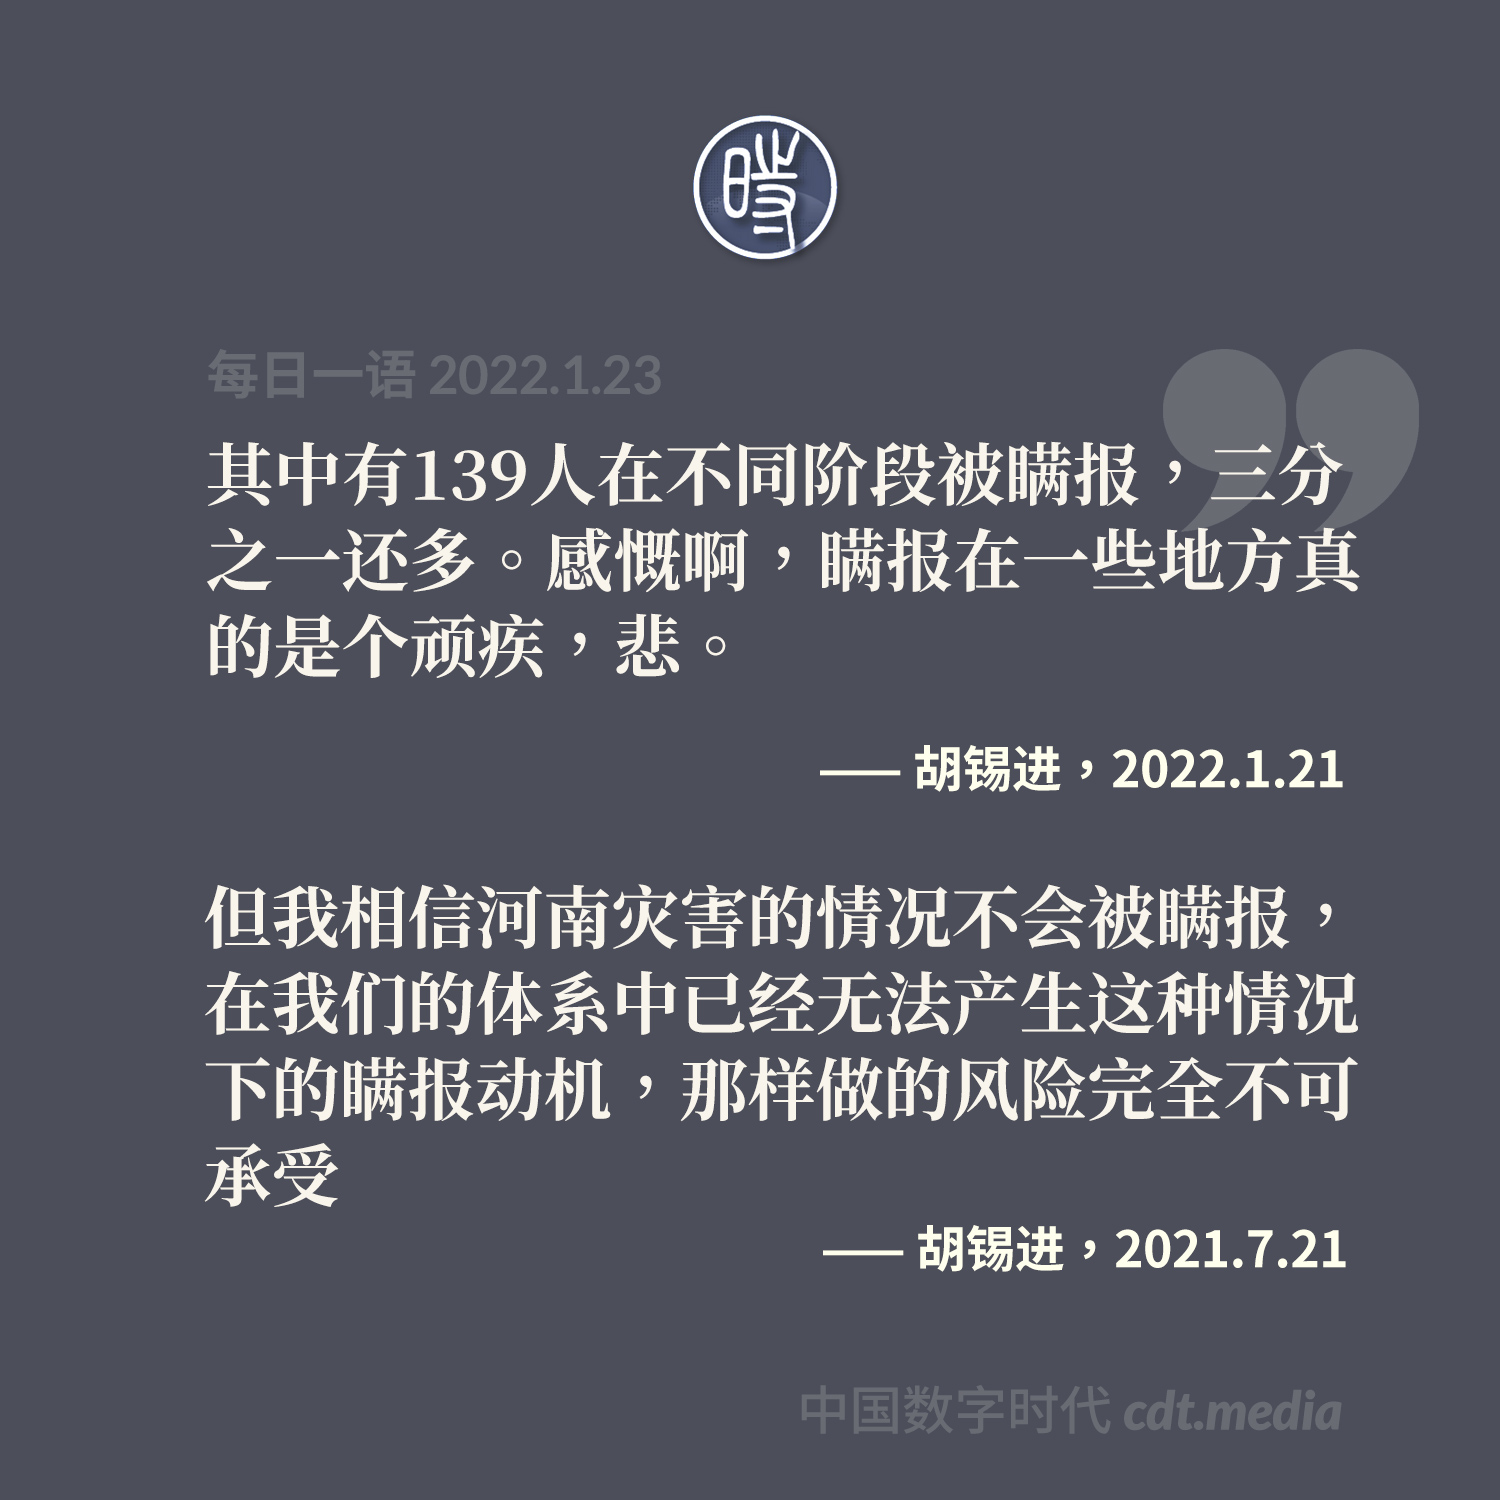 時
每日一语 2022.1.23
其中有139人在不同阶段被瞒报，三分
之一还多。感慨啊，瞒报在一些地方真
的是个顽疾，悲。
—— 胡锡进，2022.1.21
但我相信河南灾害的情况不会被瞒报，
在我们的体系中已经无法产生这种情况
下的瞒报动机，那样做的风险完全不可
承受
—— 胡锡进，2021.7.21
中国数字时代 cdt.media